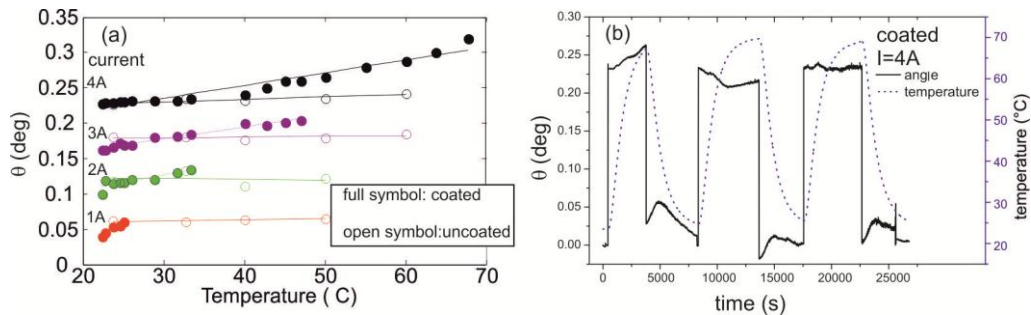 (a)
current
4A
3A
2A
1A
full symbol: coated
open symbol:uncoated
0.35
0.3
0.25
0.2
0.15
0.1
0.05
0
θ (deg)
20
30
40
50
60
70
Temperature ( C)
(b)
coated
I=4A
angle
temperature
0.30
0.25
0.20
0.15
0.10
0.05
0.00
θ (deg)
0
5000
10000
15000
20000
25000
time (s)
70
60
50
40
30
20
temperature (°C)